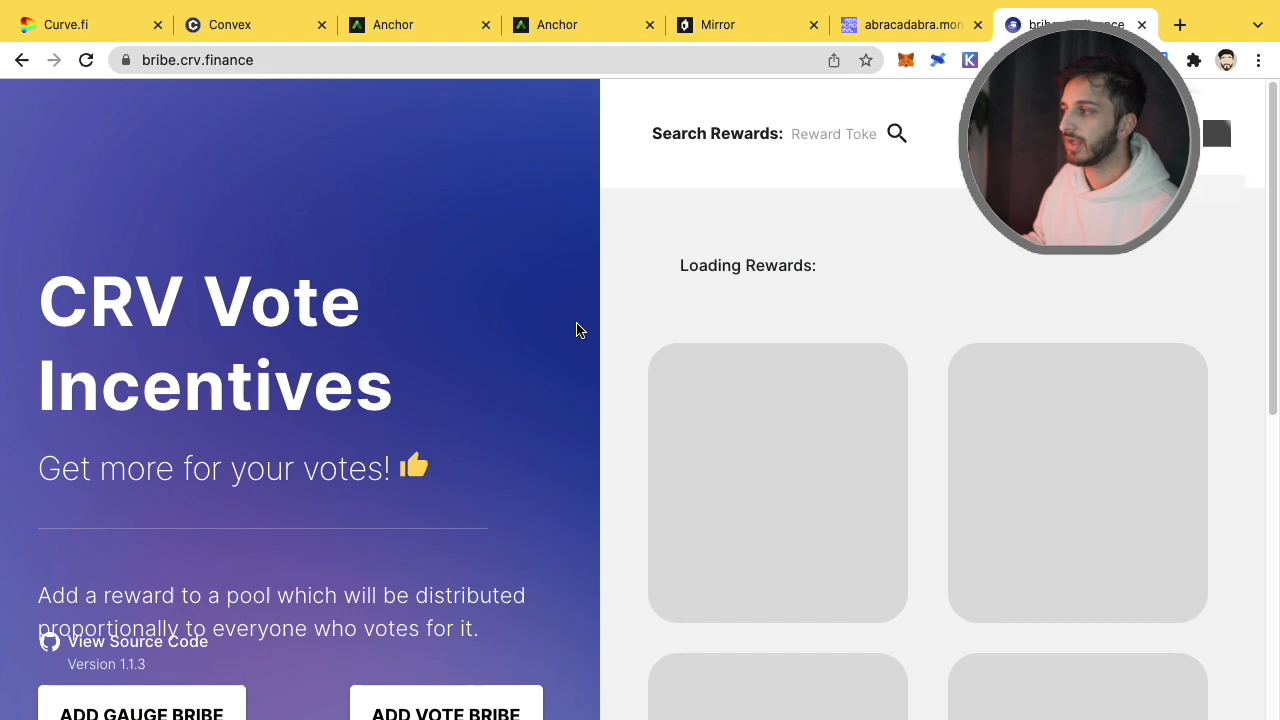 Curve.fi
Convex
Anchor
Anchor
Mirror
abracadabra.mon
bribe.crv.finance
Search Rewards: Reward Toke
Loading Rewards:
CRV Vote
Incentives
Get more for your votes!
Add a reward to a pool which will be distributed
proportionally to everyone who votes for it.
View Source Code
Version 1.1.3
ADD GAUGE BRIBE
ADD VOTE BRIBE